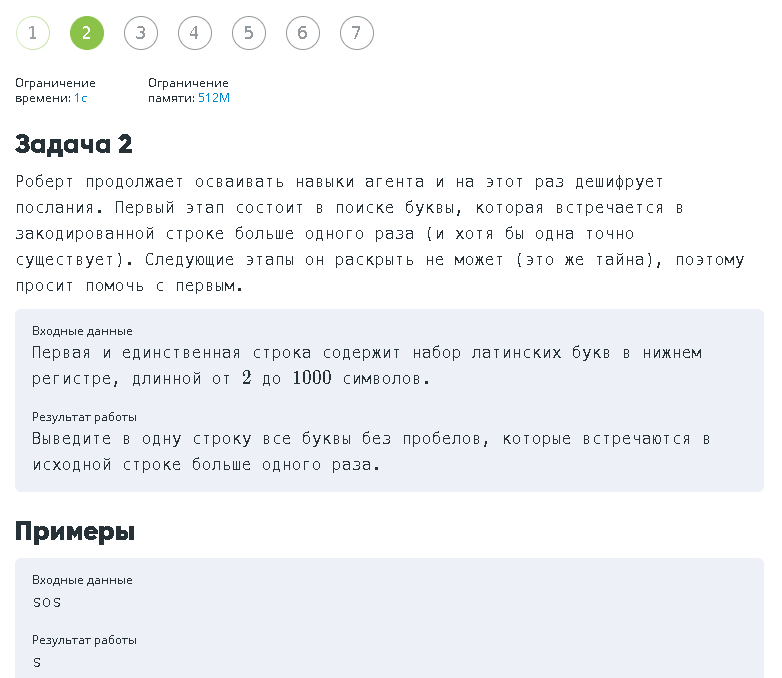 1 2 3 4 5 6 7
Ограничение Ограничение
времени: 1с памяти: 512M
Задача 2
Роберт продолжает осваивать навыки агента и на этот раз дешифрует
послания. Первый этап состоит в поиске буквы, которая встречается в
закодированной строке больше одного раза (и хотя бы одна точно
существует). Следующие этапы он раскрыть не может (это же тайна), поэтому
просит помочь с первым.
Входные данные
Первая и единственная строка содержит набор латинских букв в нижнем
регистре, длинной от 2 до 1000 символов.
Результат работы
Выведите в одну строку все буквы без пробелов, которые встречаются в
исходной строке больше одного раза.
Примеры
Входные данные
sos
Результат работы
s